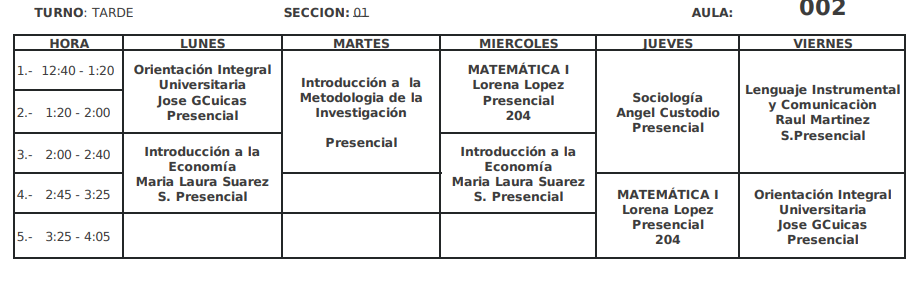 TURNO: TARDE SECCION: 01 AULA: 002
HORA LUNES MARTES MIERCOLES JUEVES VIERNES
1.- 12:40 - 1:20
2.- 1:20 - 2:00
3.- 2:00 - 2:40
4.- 2:45 - 3:25
5.- 3:25 - 4:05
Orientación Integral
Universitaria
Jose GCuicas
Presencial
Introducción a la
Economía
Maria Laura Suarez
S. Presencial
Introducción a  la
Metodologia de la
Investigación
Presencial
MATEMÁTICA I
Lorena Lopez
Presencial
204
Introducción a la
Economía
Maria Laura Suarez
S. Presencial
Sociología
Angel Custodio
Presencial
MATEMÁTICA I
Lorena Lopez
Presencial
204
Lenguaje Instrumental
y Comunicaciòn
Raul Martinez
S.Presencial
Orientación Integral
Universitaria
Jose GCuicas
Presencial